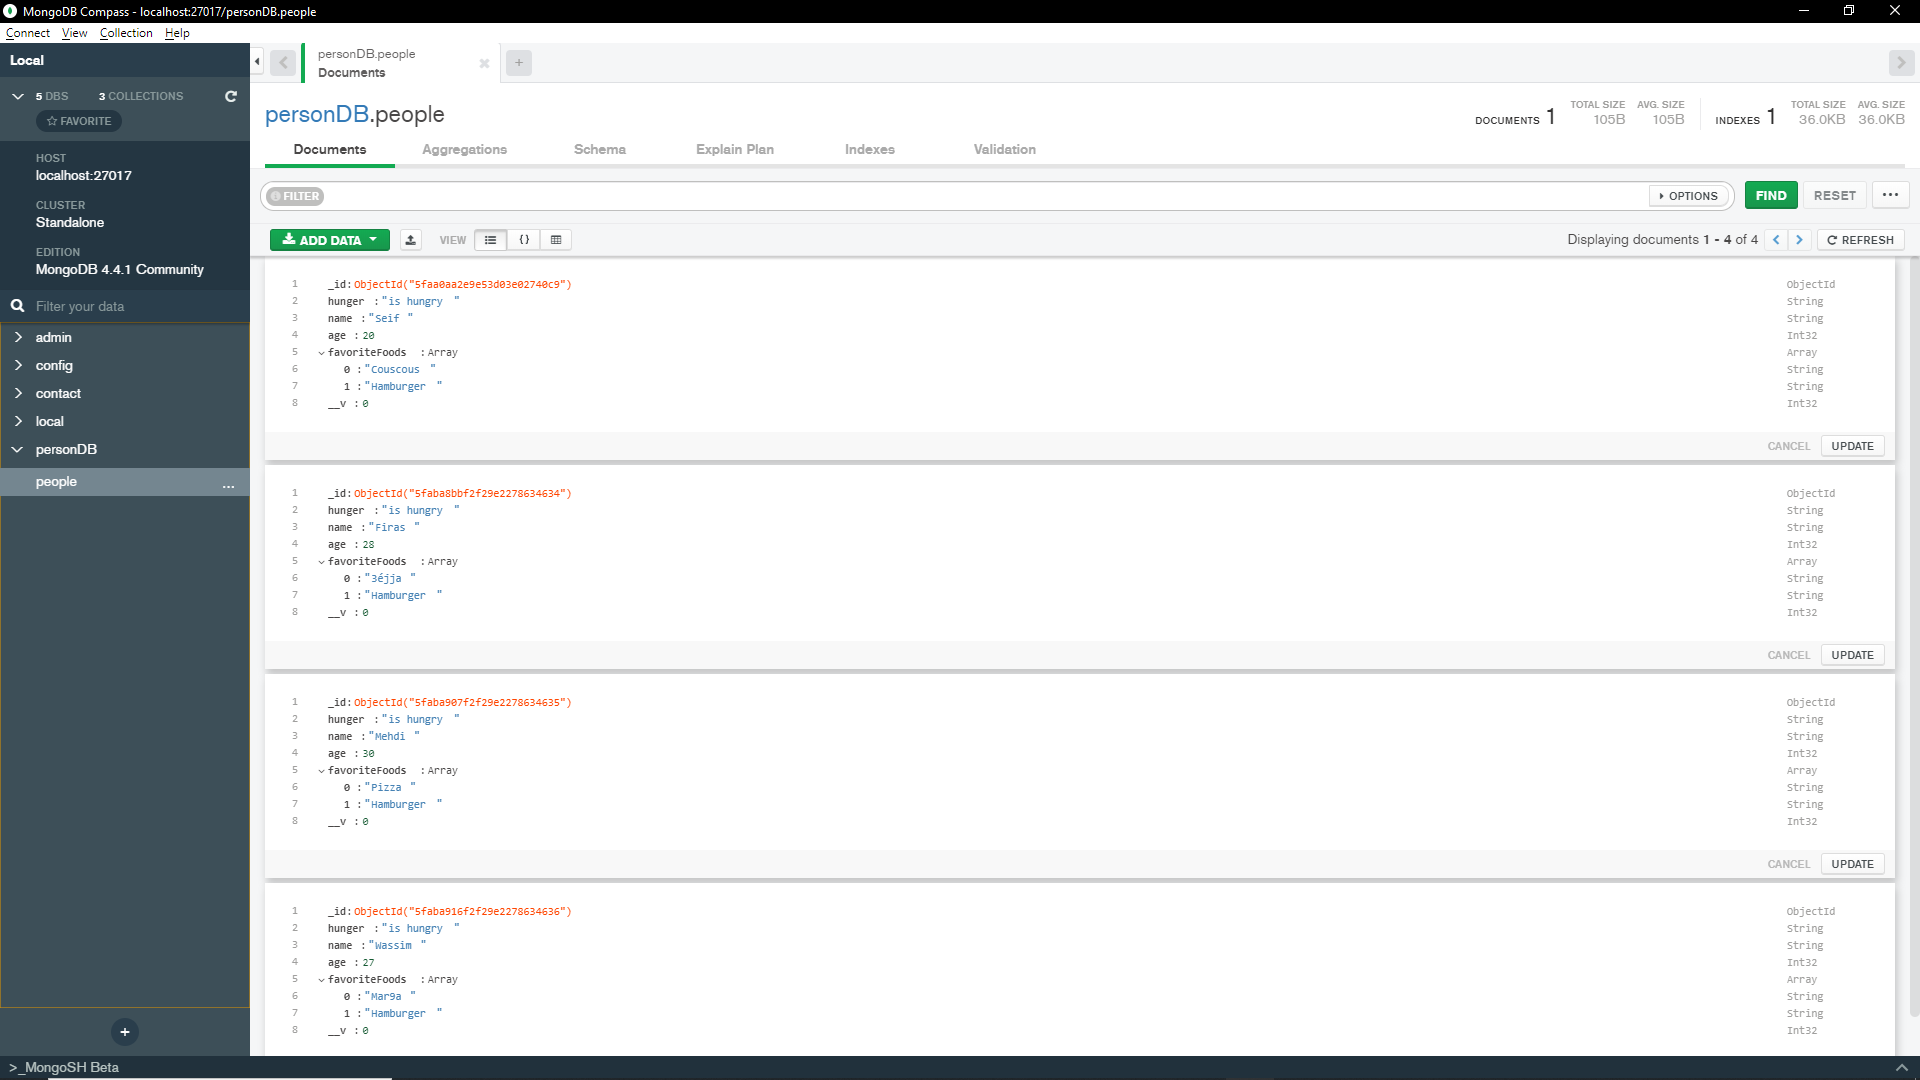 MongoDB Compass - localhost:27017/personDB.people
Connect View Collection Help
Local
5 DBS 3 COLLECTIONS
FAVORITE
HOST
localhost:27017
CLUSTER
Standalone
EDITION
MongoDB 4.4.1 Community
Filter your data
admin
config
contact
local
personDB
people ...
personDB.people
Documents
personDB.people
DOCUMENTS 1 TOTAL SIZE 105B AVG. SIZE 105B INDEXES 1 TOTAL SIZE 36.0KB AVG. SIZE 36.0KB
Documents Aggregations Schema Explain Plan Indexes Validation
FILTER OPTIONS FIND RESET ...
ADD DATA VIEW {} Displaying documents 1 - 4 of 4 REFRESH
1 _id:ObjectId("5faa0aa2e9e53d03e02740c9") ObjectId
2 hunger :"is hungry " String
3 name :"Seif " String
4 age :20 Int32
5 favoriteFoods :Array Array
6 0 :"Couscous " String
7 1 :"Hamburger " String
8 __v :0 Int32
CANCEL UPDATE
1 _id:ObjectId("5faba8bbf2f29e2278634634") ObjectId
2 hunger :"is hungry " String
3 name :"Firas " String
4 age :28 Int32
5 favoriteFoods :Array Array
6 0 :"3éjja " String
7 1 :"Hamburger " String
8 __v :0 Int32
CANCEL UPDATE
1 _id:ObjectId("5faba907f2f29e2278634635") ObjectId
2 hunger :"is hungry " String
3 name :"Mehdi " String
4 age :30 Int32
5 favoriteFoods :Array Array
6 0 :"Pizza " String
7 1 :"Hamburger " String
8 __v :0 Int32
CANCEL UPDATE
1 _id:ObjectId("5faba916f2f29e2278634636") ObjectId
2 hunger :"is hungry " String
3 name :"Wassim " String
4 age :27 Int32
5 favoriteFoods :Array Array
6 0 :"Mar9a " String
7 1 :"Hamburger " String
8 __v :0 Int32
>_MongoSH Beta